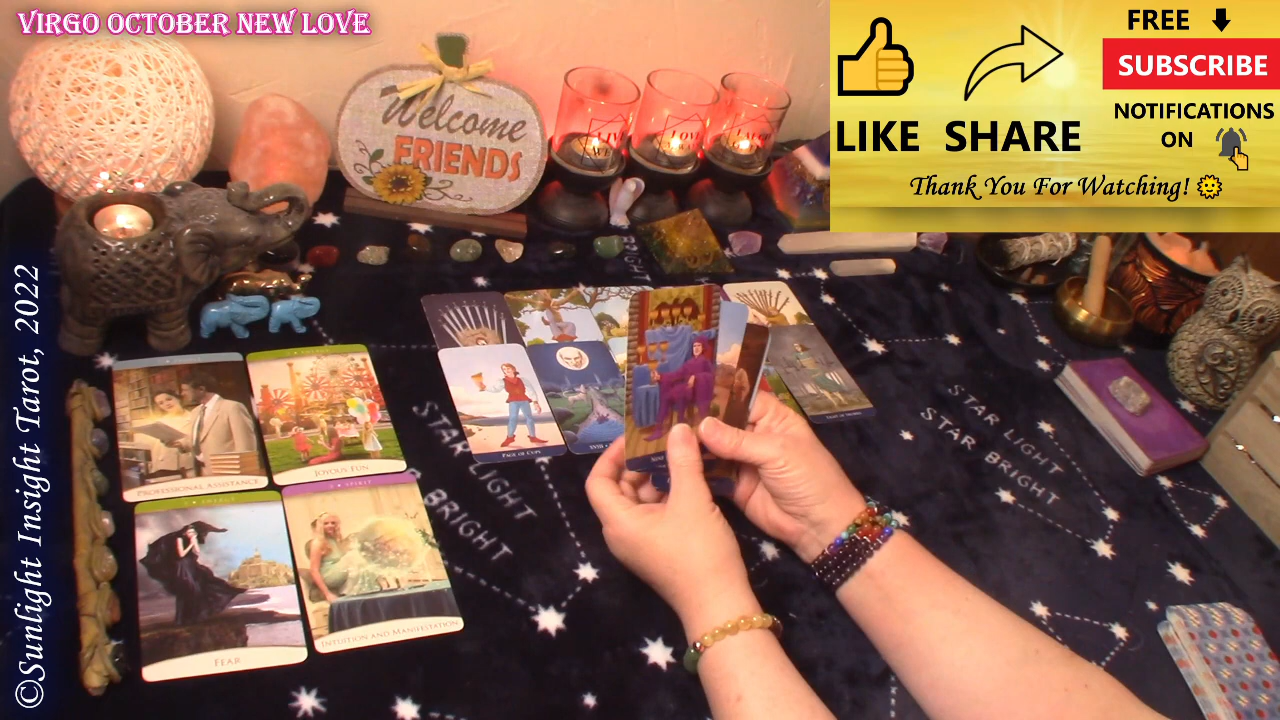 VIRGO OCTOBER NEW LOVE
FREE
SUBSCRIBE
LIKE SHARE
NOTIFICATIONS
ON
Thank You For Watching!
Welcome
FRIENDS
LOVE
©Sunlight Insight Tarot, 2022
PROFESSIONAL ASSISTANCE
JOYOUS FUN
FEAR
INTUITION AND MANIFESTATION
PAGE OF CUPS
STAR LIGHT
BRIGHT
STAR LIGHT
STAR BRIGHT